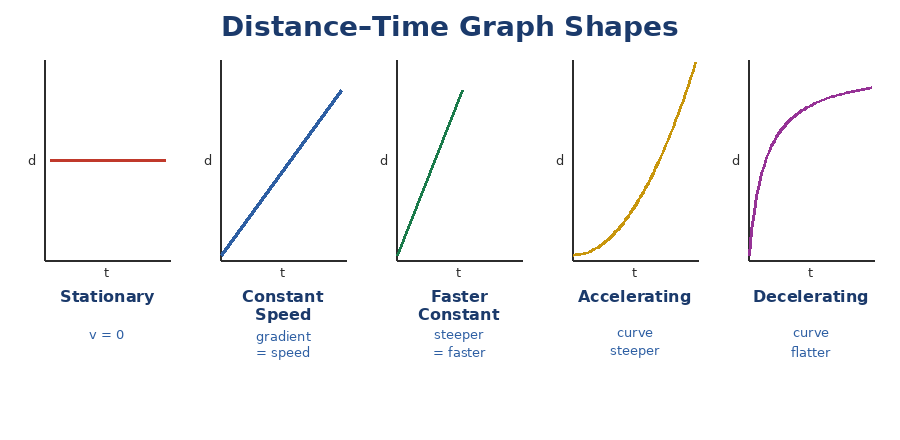 Distance–Time Graph Shapes
d
t
Stationary
v = 0
d
t
Constant
Speed
gradient
= speed
d
t
Faster
Constant
steeper
= faster
d
t
Accelerating
curve
steeper
d
t
Decelerating
curve
flatter